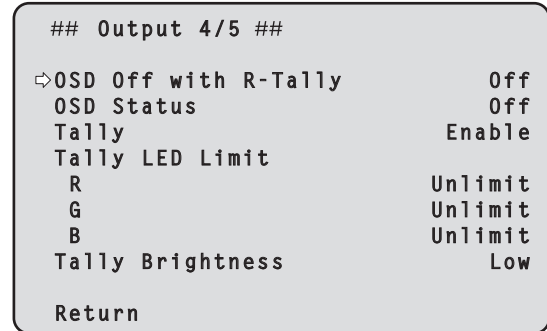 ## Output 4/5 ##
⇨OSD Off with R-Tally Off
OSD Status Off
Tally Enable
Tally LED Limit
R Unlimit
G Unlimit
B Unlimit
Tally Brightness Low
Return